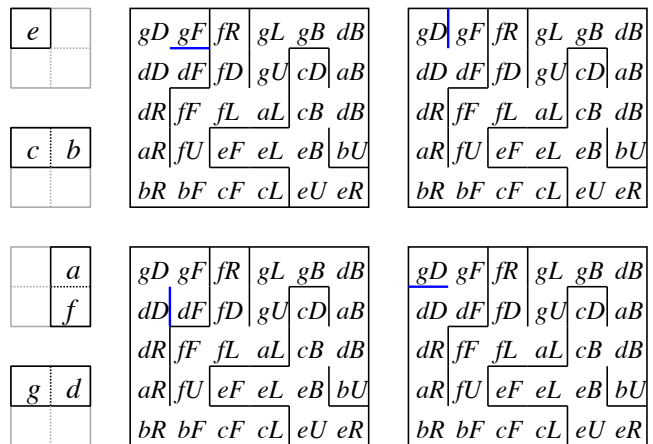 e
gD gF fR gL gB dB
dD dF fD gU cD aB
dR fF fL aL cB dB
aR fU eF eL eB bU
bR bF cF cL eU eR
gD gF fR gL gB dB
dD dF fD gU cD aB
dR fF fL aL cB dB
aR fU eF eL eB bU
bR bF cF cL eU eR
c b
a
f
gD gF fR gL gB dB
dD dF fD gU cD aB
dR fF fL aL cB dB
aR fU eF eL eB bU
bR bF cF cL eU eR
gD gF fR gL gB dB
dD dF fD gU cD aB
dR fF fL aL cB dB
aR fU eF eL eB bU
bR bF cF cL eU eR
g d